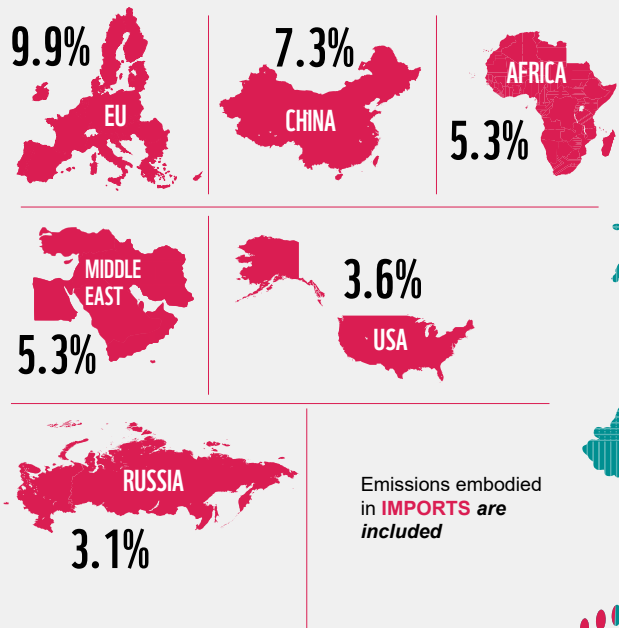 9.9%
EU
7.3%
CHINA
AFRICA
5.3%
MIDDLE
EAST
5.3%
3.6%
USA
RUSSIA
3.1%
Emissions embodied
in IMPORTS are
included